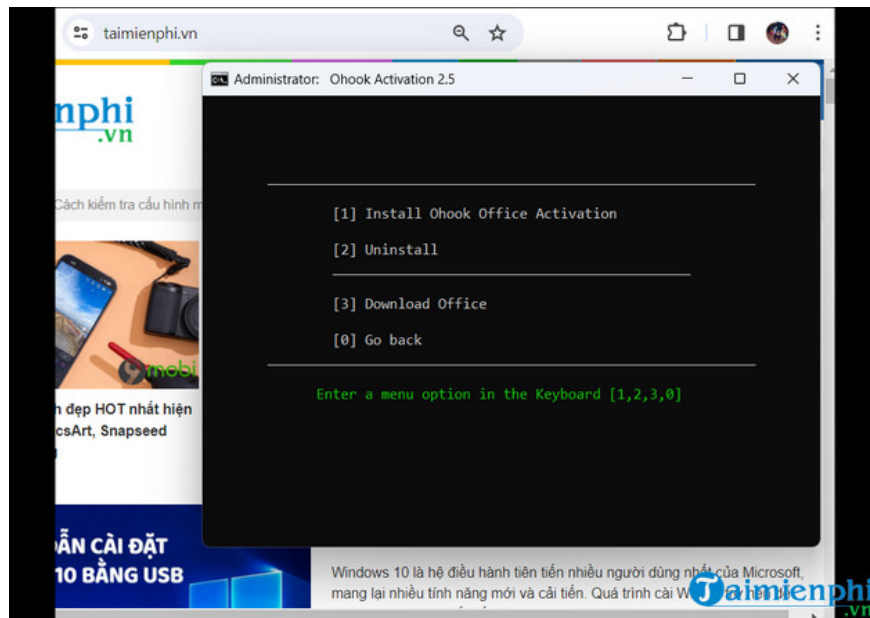 taimienphi.vn
Administrator: Ohook Activation 2.5
nphi
.vn
Cách kiểm tra cấu hình m
[1] Install Ohook Office Activation
[2] Uninstall
[3] Download Office
[0] Go back
Enter a menu option in the Keyboard [1,2,3,0]
mobi
h đẹp HOT nhất hiện
csArt, Snapseed
ẪN CÀI ĐẶT
10 BẰNG USB
Windows 10 là hệ điều hành tiên tiến nhiều người dùng nhất của Microsoft,
mang lại nhiều tính năng mới và cải tiến. Quá trình cài
Taimienphi
.vn